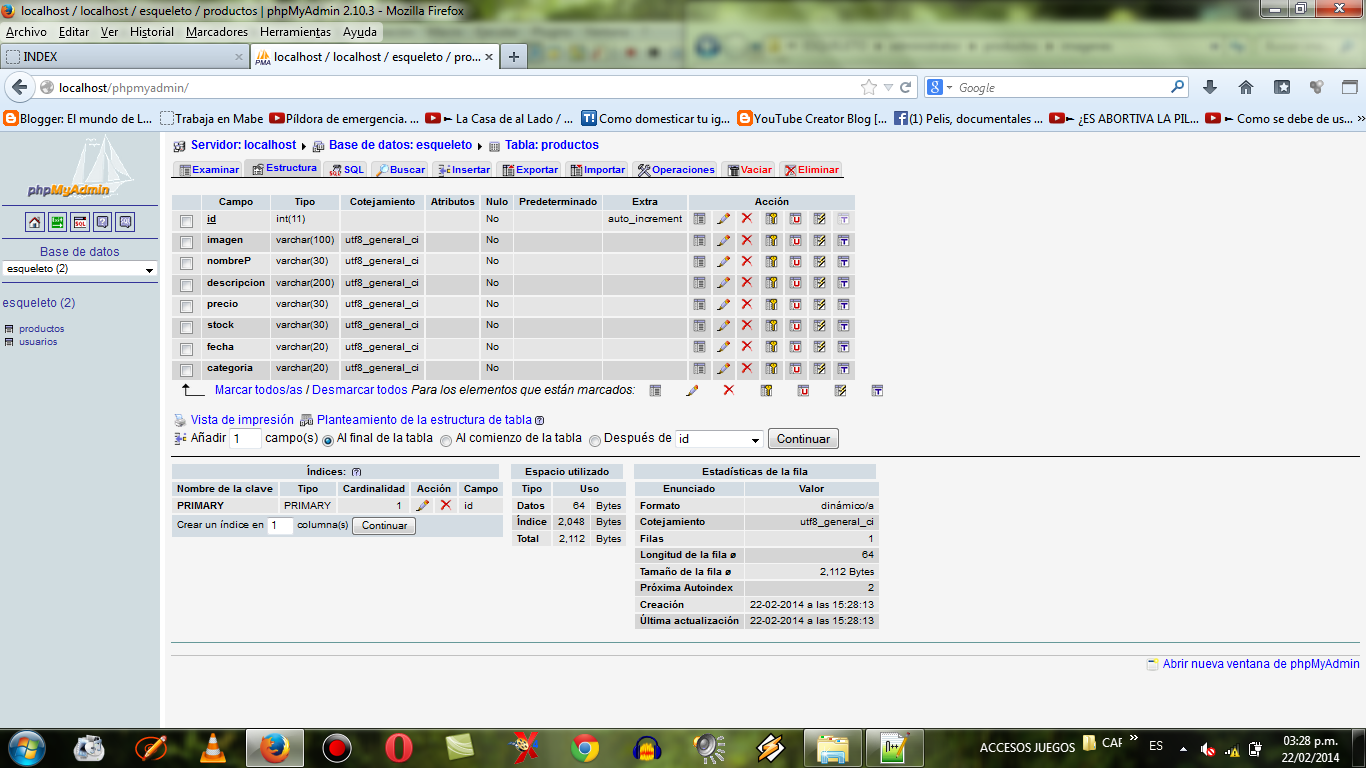 localhost / localhost / esqueleto / productos | phpMyAdmin 2.10.3 - Mozilla Firefox
Archivo Editar Ver Historial Marcadores Herramientas Ayuda
INDEX
localhost / localhost / esqueleto / pro...
localhost/phpmyadmin/
Google
Blogger: El mundo de L... Trabaja en Mabe Píldora de emergencia. ... ► La Casa de al Lado / ... Como domesticar tu ig... YouTube Creator Blog [... (1) Pelis, documentales ... ► ¿ES ABORTIVA LA PIL... ► Como se debe de us... »
phpMyAdmin
Base de datos
esqueleto (2)
esqueleto (2)
productos
usuarios
Servidor: localhost ▸ Base de datos: esqueleto ▸ Tabla: productos
Examinar Estructura SQL Buscar Insertar Exportar Importar Operaciones Vaciar Eliminar
Campo Tipo Cotejamiento Atributos Nulo Predeterminado Extra Acción
id int(11) No auto_increment
imagen varchar(100) utf8_general_ci No
nombreP varchar(30) utf8_general_ci No
descripcion varchar(200) utf8_general_ci No
precio varchar(30) utf8_general_ci No
stock varchar(30) utf8_general_ci No
fecha varchar(20) utf8_general_ci No
categoria varchar(20) utf8_general_ci No
Marcar todos/as / Desmarcar todos Para los elementos que están marcados:
Vista de impresión Planteamiento de la estructura de tabla
Añadir 1 campo(s) Al final de la tabla Al comienzo de la tabla Después de id Continuar
Índices:
Nombre de la clave Tipo Cardinalidad Acción Campo
PRIMARY PRIMARY 1 id
Crear un índice en 1 columna(s) Continuar
Espacio utilizado
Tipo Uso
Datos 64 Bytes
Índice 2,048 Bytes
Total 2,112 Bytes
Estadísticas de la fila
Enunciado Valor
Formato dinámico/a
Cotejamiento utf8_general_ci
Filas 1
Longitud de la fila ø 64
Tamaño de la fila ø 2,112 Bytes
Próxima Autoindex 2
Creación 22-02-2014 a las 15:28:13
Última actualización 22-02-2014 a las 15:28:13
Abrir nueva ventana de phpMyAdmin
ACCESOS JUEGOS CAP » ES 03:28 p.m.
22/02/2014